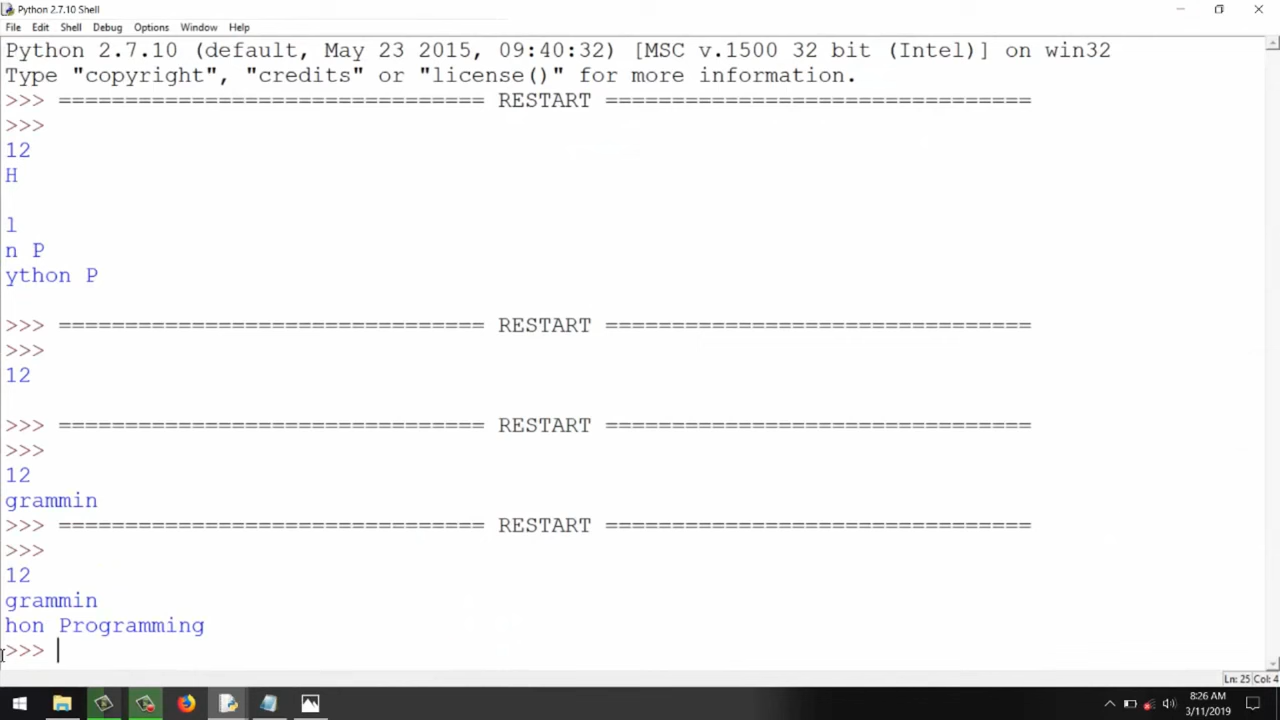 Python 2.7.10 Shell
File Edit Shell Debug Options Window Help
Python 2.7.10 (default, May 23 2015, 09:40:32) [MSC v.1500 32 bit (Intel)] on win32
Type "copyright", "credits" or "license()" for more information.
>>> ================================ RESTART ================================
>>>
12
H
l
n P
ython P
>>> ================================ RESTART ================================
>>>
12
>>> ================================ RESTART ================================
>>>
12
grammin
>>> ================================ RESTART ================================
>>>
12
grammin
hon Programming
>>>
Ln: 25 Col: 4
8:26 AM
3/11/2019